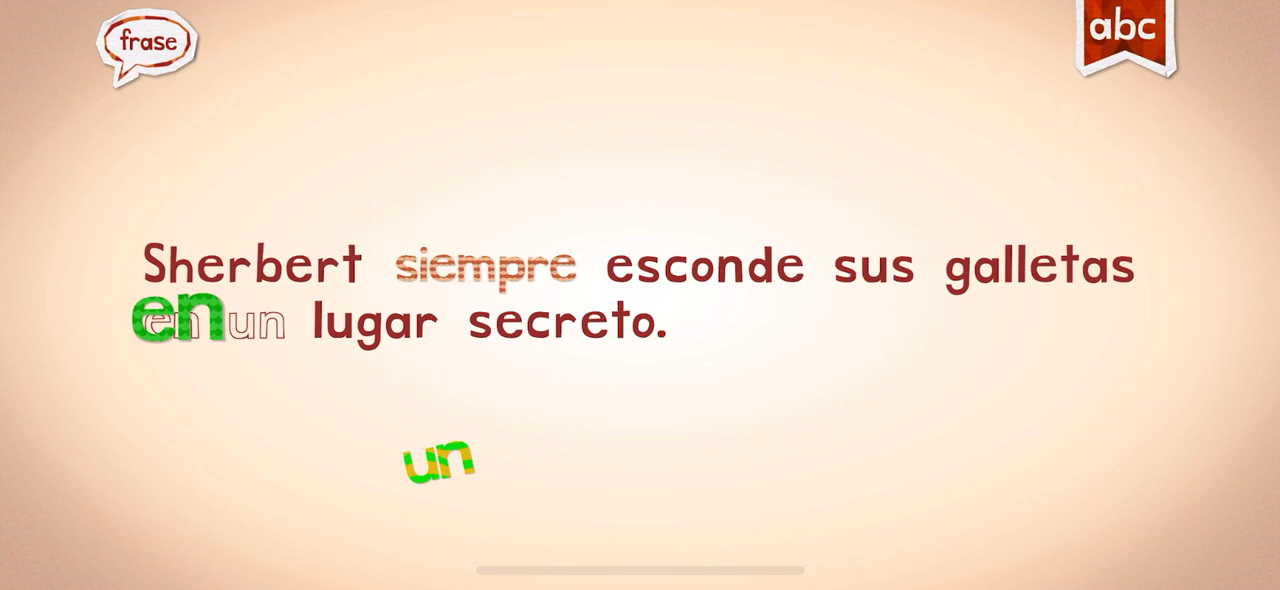 frase
abc
Sherbert siempre esconde sus galletas
en un lugar secreto.
un